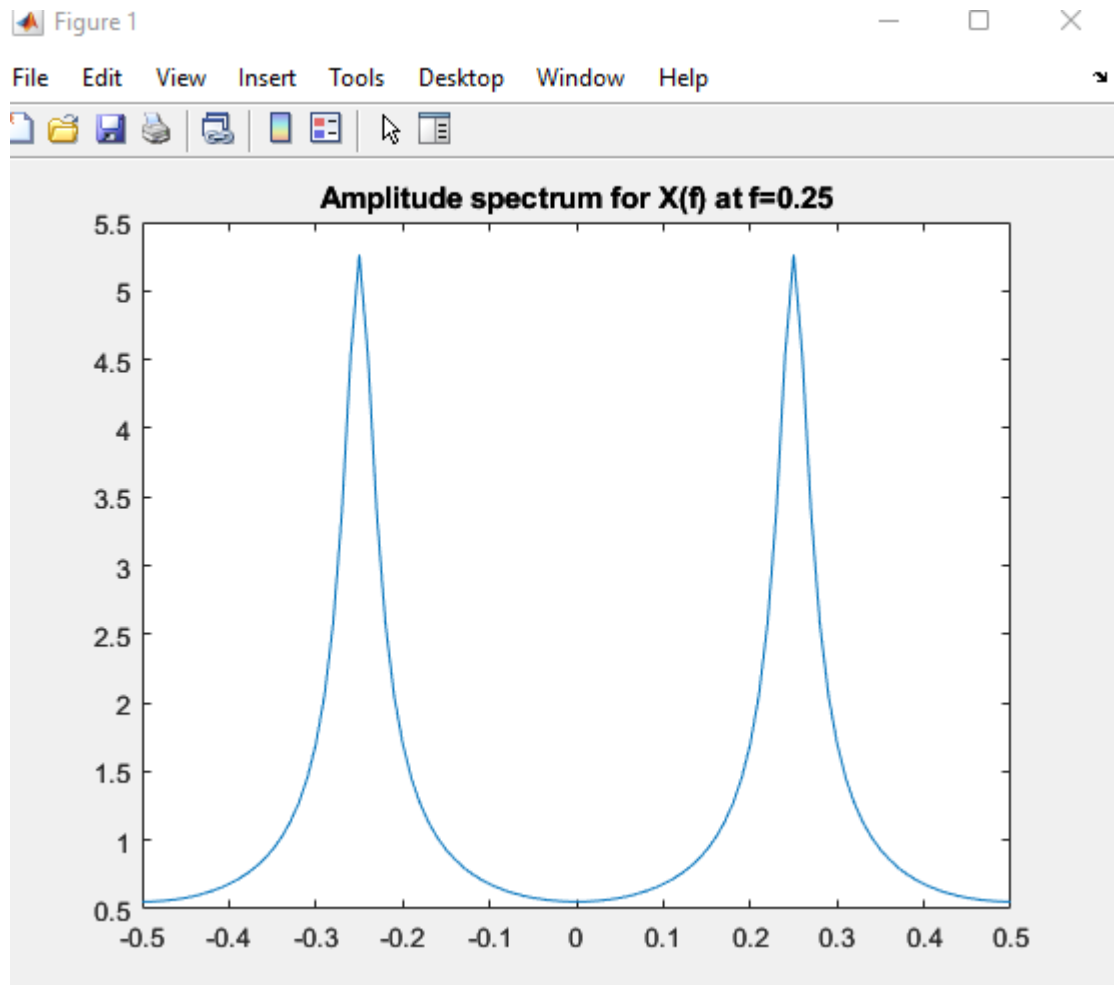 Figure 1
File Edit View Insert Tools Desktop Window Help
Amplitude spectrum for X(f) at f=0.25
5.5
5
4.5
4
3.5
3
2.5
2
1.5
1
0.5
-0.5 -0.4 -0.3 -0.2 -0.1 0 0.1 0.2 0.3 0.4 0.5